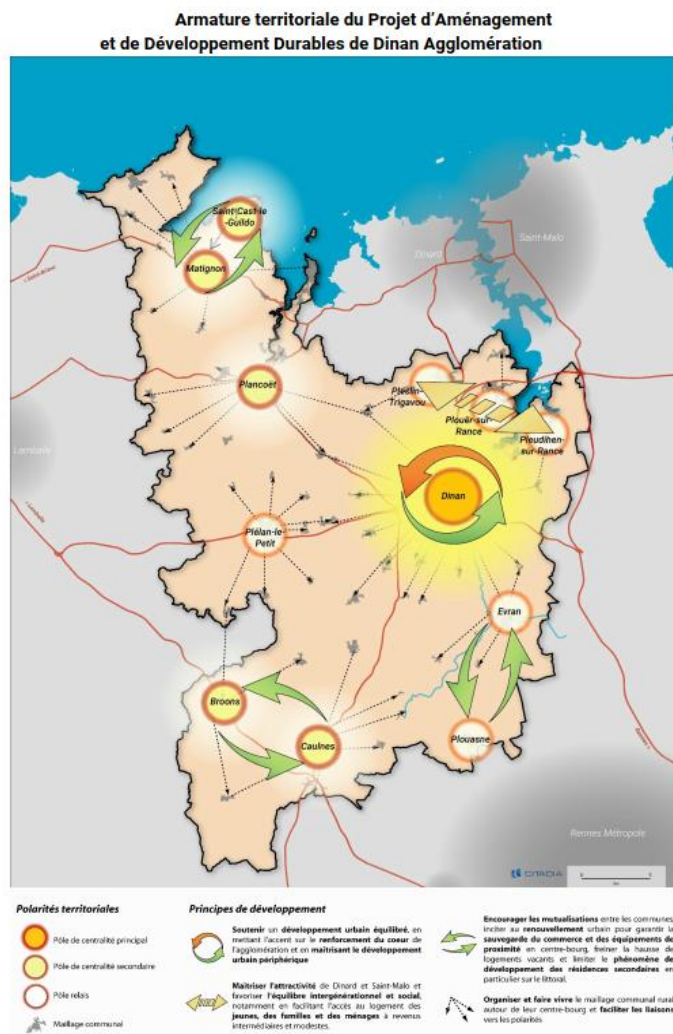 Armature territoriale du Projet d'Aménagement
et de Développement Durables de Dinan Agglomération
Saint-Cast-le
-Guildo
Saint-Malo
Dinard
Matignon
Plancoët
Pleslin-
Trigavou
Plouër-sur-
Rance
Pleudihen-
sur-Rance
Lamballe
Dinan
Plélan-le-
Petit
Evran
Broons
Caulnes
Plouasne
Rennes Métropole
CITADIA
Polarités territoriales
Pôle de centralité principal
Pôle de centralité secondaire
Pôle relais
Maillage communal
Principes de développement
Soutenir un développement urbain équilibré, en
mettant l'accent sur le renforcement du coeur de
l'agglomération et en maîtrisant le développement
urbain périphérique
Maîtriser l'attractivité de Dinard et Saint-Malo et
favoriser l'équilibre intergénérationnel et social,
notamment en facilitant l'accès au logement des
jeunes, des familles et des ménages à revenus
intermédiaires et modestes.
Encourager les mutualisations entre les communes,
inciter au renouvellement urbain pour garantir la
sauvegarde du commerce et des équipements de
proximité en centre-bourg, freiner la hausse de
logements vacants et limiter le phénomène de
développement des résidences secondaires en
particulier sur le littoral.
Organiser et faire vivre le maillage communal rural
autour de leur centre-bourg et faciliter les liaisons
vers les polarités